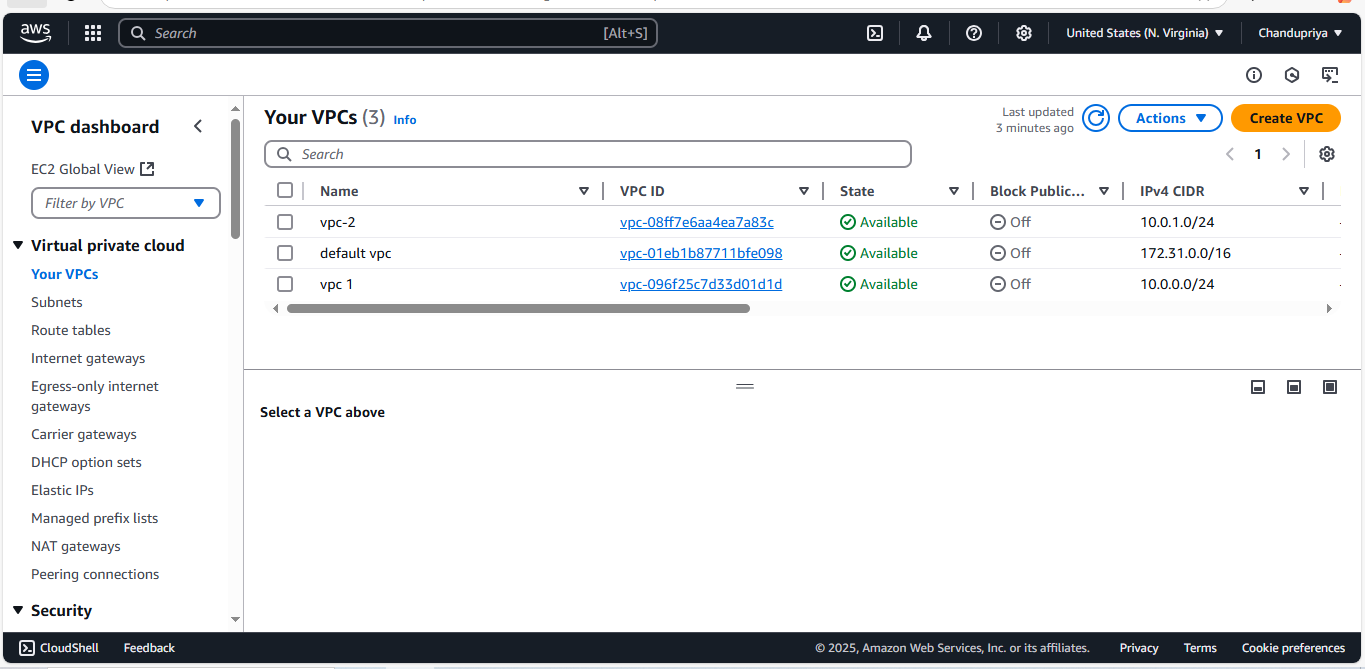 aws
Search [Alt+S]
United States (N. Virginia)
Chandupriya
VPC dashboard
EC2 Global View
Filter by VPC
Virtual private cloud
Your VPCs
Subnets
Route tables
Internet gateways
Egress-only internet
gateways
Carrier gateways
DHCP option sets
Elastic IPs
Managed prefix lists
NAT gateways
Peering connections
Security
Your VPCs (3) Info
Last updated
3 minutes ago
Actions
Create VPC
Search
1
Name VPC ID State Block Public... IPv4 CIDR
vpc-2 vpc-08ff7e6aa4ea7a83c Available Off 10.0.1.0/24
default vpc vpc-01eb1b87711bfe098 Available Off 172.31.0.0/16
vpc 1 vpc-096f25c7d33d01d1d Available Off 10.0.0.0/24
Select a VPC above
CloudShell Feedback © 2025, Amazon Web Services, Inc. or its affiliates. Privacy Terms Cookie preferences